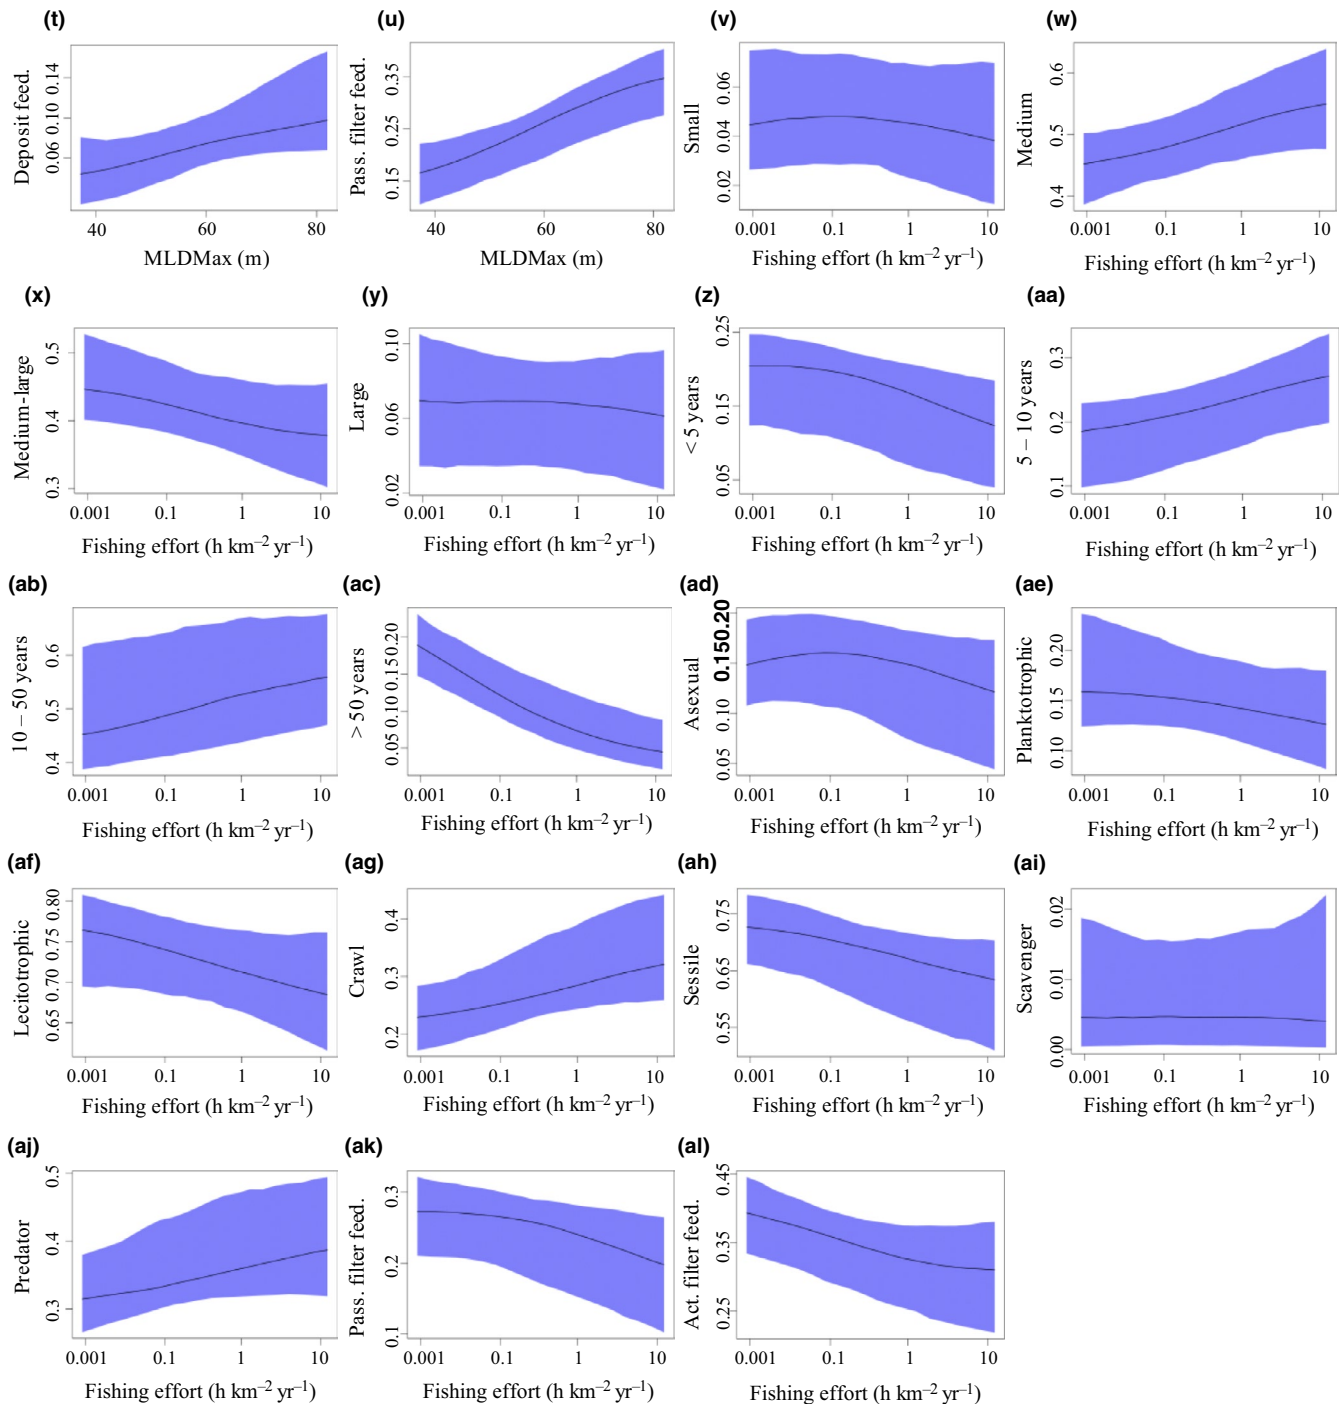 (t)
Deposit feed.
0.06 0.10 0.14
40 60 80
MLDMax (m)
(u)
Pass. filter feed.
0.15 0.25 0.35
40 60 80
MLDMax (m)
(v)
Small
0.02 0.04 0.06
0.001 0.1 1 10
Fishing effort (h km–2 yr–1)
(w)
Medium
0.4 0.5 0.6
0.001 0.1 1 10
Fishing effort (h km–2 yr–1)
(x)
Medium-large
0.3 0.4 0.5
0.001 0.1 1 10
Fishing effort (h km–2 yr–1)
(y)
Large
0.02 0.06 0.10
0.001 0.1 1 10
Fishing effort (h km–2 yr–1)
(z)
< 5 years
0.05 0.15 0.25
0.001 0.1 1 10
Fishing effort (h km–2 yr–1)
(aa)
5 – 10 years
0.1 0.2 0.3
0.001 0.1 1 10
Fishing effort (h km–2 yr–1)
(ab)
10 – 50 years
0.4 0.5 0.6
0.001 0.1 1 10
Fishing effort (h km–2 yr–1)
(ac)
> 50 years
0.05 0.10 0.15 0.20
0.001 0.1 1 10
Fishing effort (h km–2 yr–1)
(ad)
Asexual
0.05 0.10 0.150.20
0.001 0.1 1 10
Fishing effort (h km–2 yr–1)
(ae)
Planktotrophic
0.10 0.15 0.20
0.001 0.1 1 10
Fishing effort (h km–2 yr–1)
(af)
Lecitotrophic
0.65 0.70 0.75 0.80
0.001 0.1 1 10
Fishing effort (h km–2 yr–1)
(ag)
Crawl
0.2 0.3 0.4
0.001 0.1 1 10
Fishing effort (h km–2 yr–1)
(ah)
Sessile
0.55 0.65 0.75
0.001 0.1 1 10
Fishing effort (h km–2 yr–1)
(ai)
Scavenger
0.00 0.01 0.02
0.001 0.1 1 10
Fishing effort (h km–2 yr–1)
(aj)
Predator
0.3 0.4 0.5
0.001 0.1 1 10
Fishing effort (h km–2 yr–1)
(ak)
Pass. filter feed.
0.1 0.2 0.3
0.001 0.1 1 10
Fishing effort (h km–2 yr–1)
(al)
Act. filter feed.
0.25 0.35 0.45
0.001 0.1 1 10
Fishing effort (h km–2 yr–1)